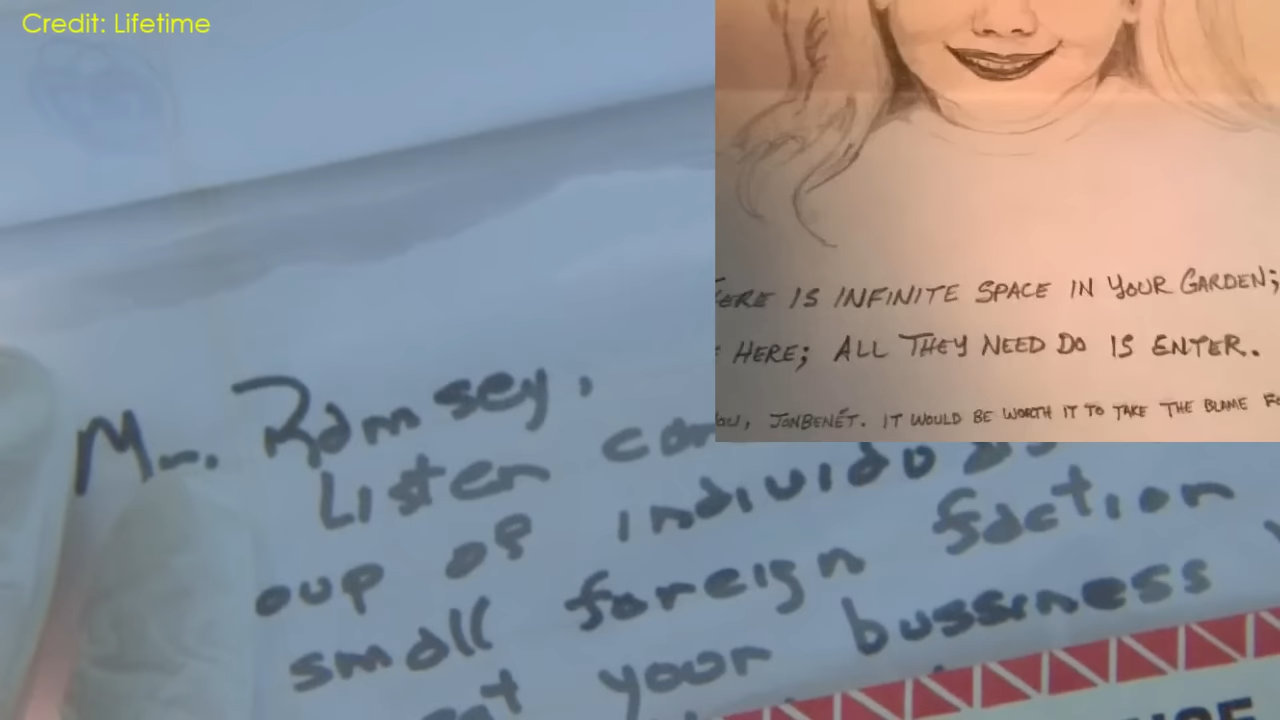 Credit: Lifetime
IS INFINITE SPACE IN YOUR GARDEN;
HERE; ALL THEY NEED DO IS ENTER.
JONBENÉT. IT WOULD BE WORTH IT TO TAKE THE BLAME
Mr. Ramsey,
Listen
oup of individ
small foreign faction
your bussiness